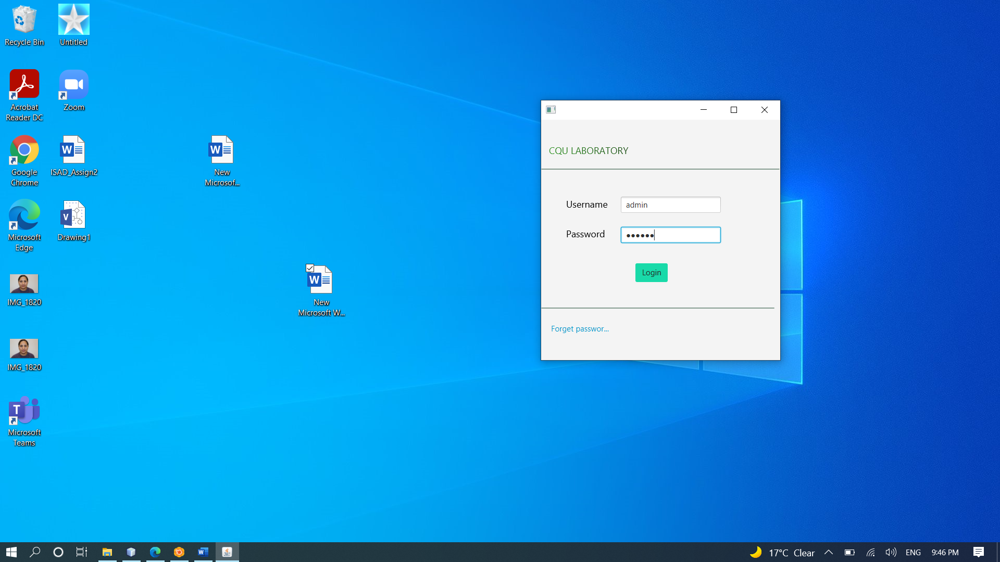 Recycle Bin
Untitled
Acrobat
Reader DC
Zoom
Google
Chrome
ISAD_Assign2
New
Microsof...
Microsoft
Edge
Drawing1
IMG_1820
New
Microsoft W...
IMG_1820
Microsoft
Teams
CQU LABORATORY
Username
admin
Password
••••••
Login
Forget passwor...
17°C Clear
ENG
9:46 PM